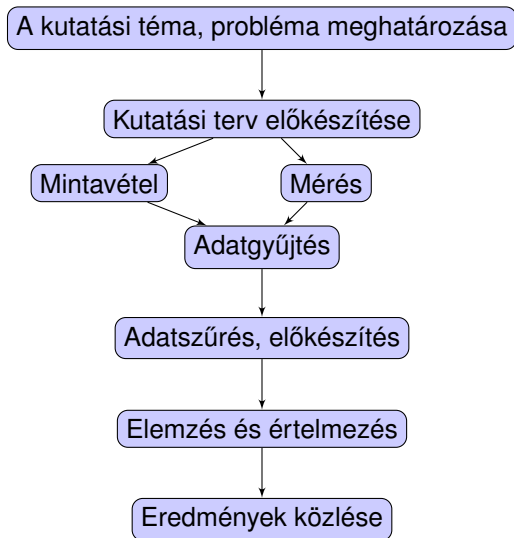 A kutatási téma, probléma meghatározása
Kutatási terv előkészítése
Mintavétel
Mérés
Adatgyűjtés
Adatszűrés, előkészítés
Elemzés és értelmezés
Eredmények közlése